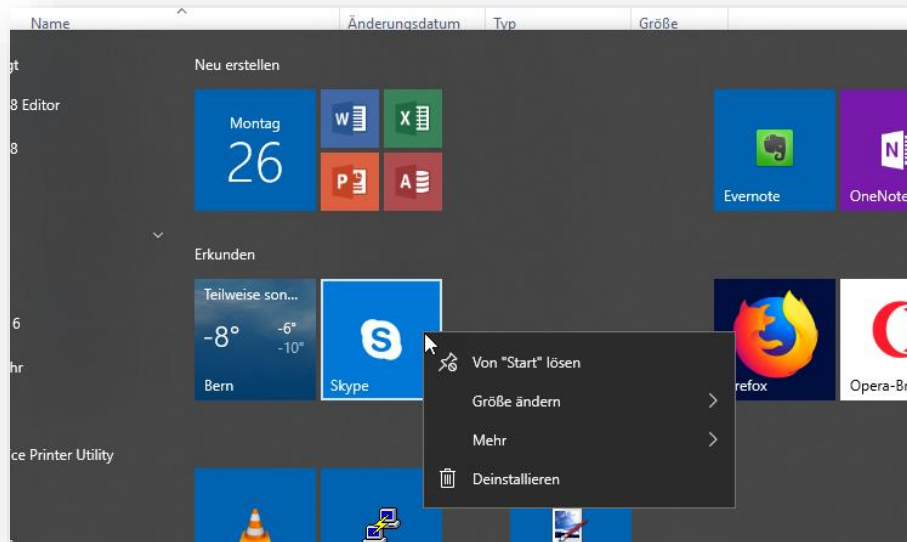 Name Änderungsdatum Typ Größe
gt
8 Editor
8
6
hr
ce Printer Utility
Neu erstellen
Montag
26
W
X
P
A
Evernote
N
OneNote
Erkunden
Teilweise son...
-8° -6°
-10°
Bern
S
Skype
refox
Opera-Br
Von "Start" lösen
Größe ändern
Mehr
Deinstallieren